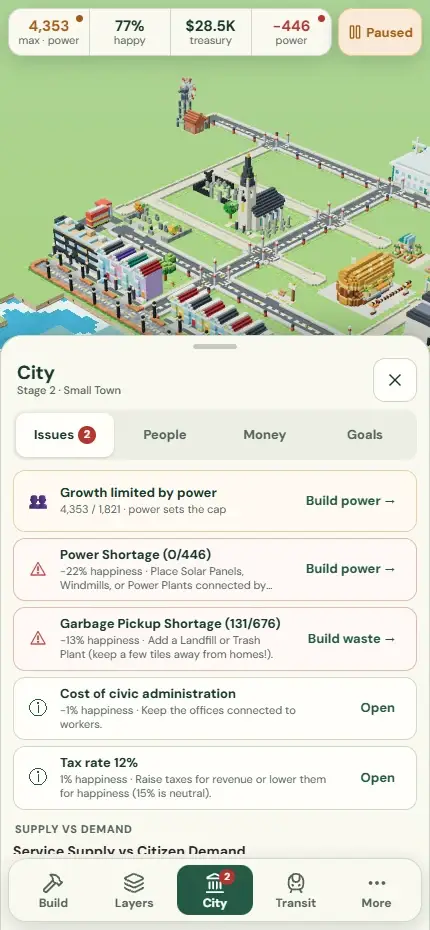 4,353
max · power
77%
happy
$28.5K
treasury
-446
power
Paused
City
Stage 2 · Small Town
Issues 2
People
Money
Goals
Growth limited by power
4,353 / 1,821 · power sets the cap
Build power →
Power Shortage (0/446)
-22% happiness · Place Solar Panels,
Windmills, or Power Plants connected by…
Build power →
Garbage Pickup Shortage (131/676)
-13% happiness · Add a Landfill or Trash
Plant (keep a few tiles away from homes!).
Build waste →
Cost of civic administration
-1% happiness · Keep the offices connected to
workers.
Open
Tax rate 12%
1% happiness · Raise taxes for revenue or lower them
for happiness (15% is neutral).
Open
SUPPLY VS DEMAND
Service Supply vs Citizen Demand
2
Build
Layers
City
Transit
More